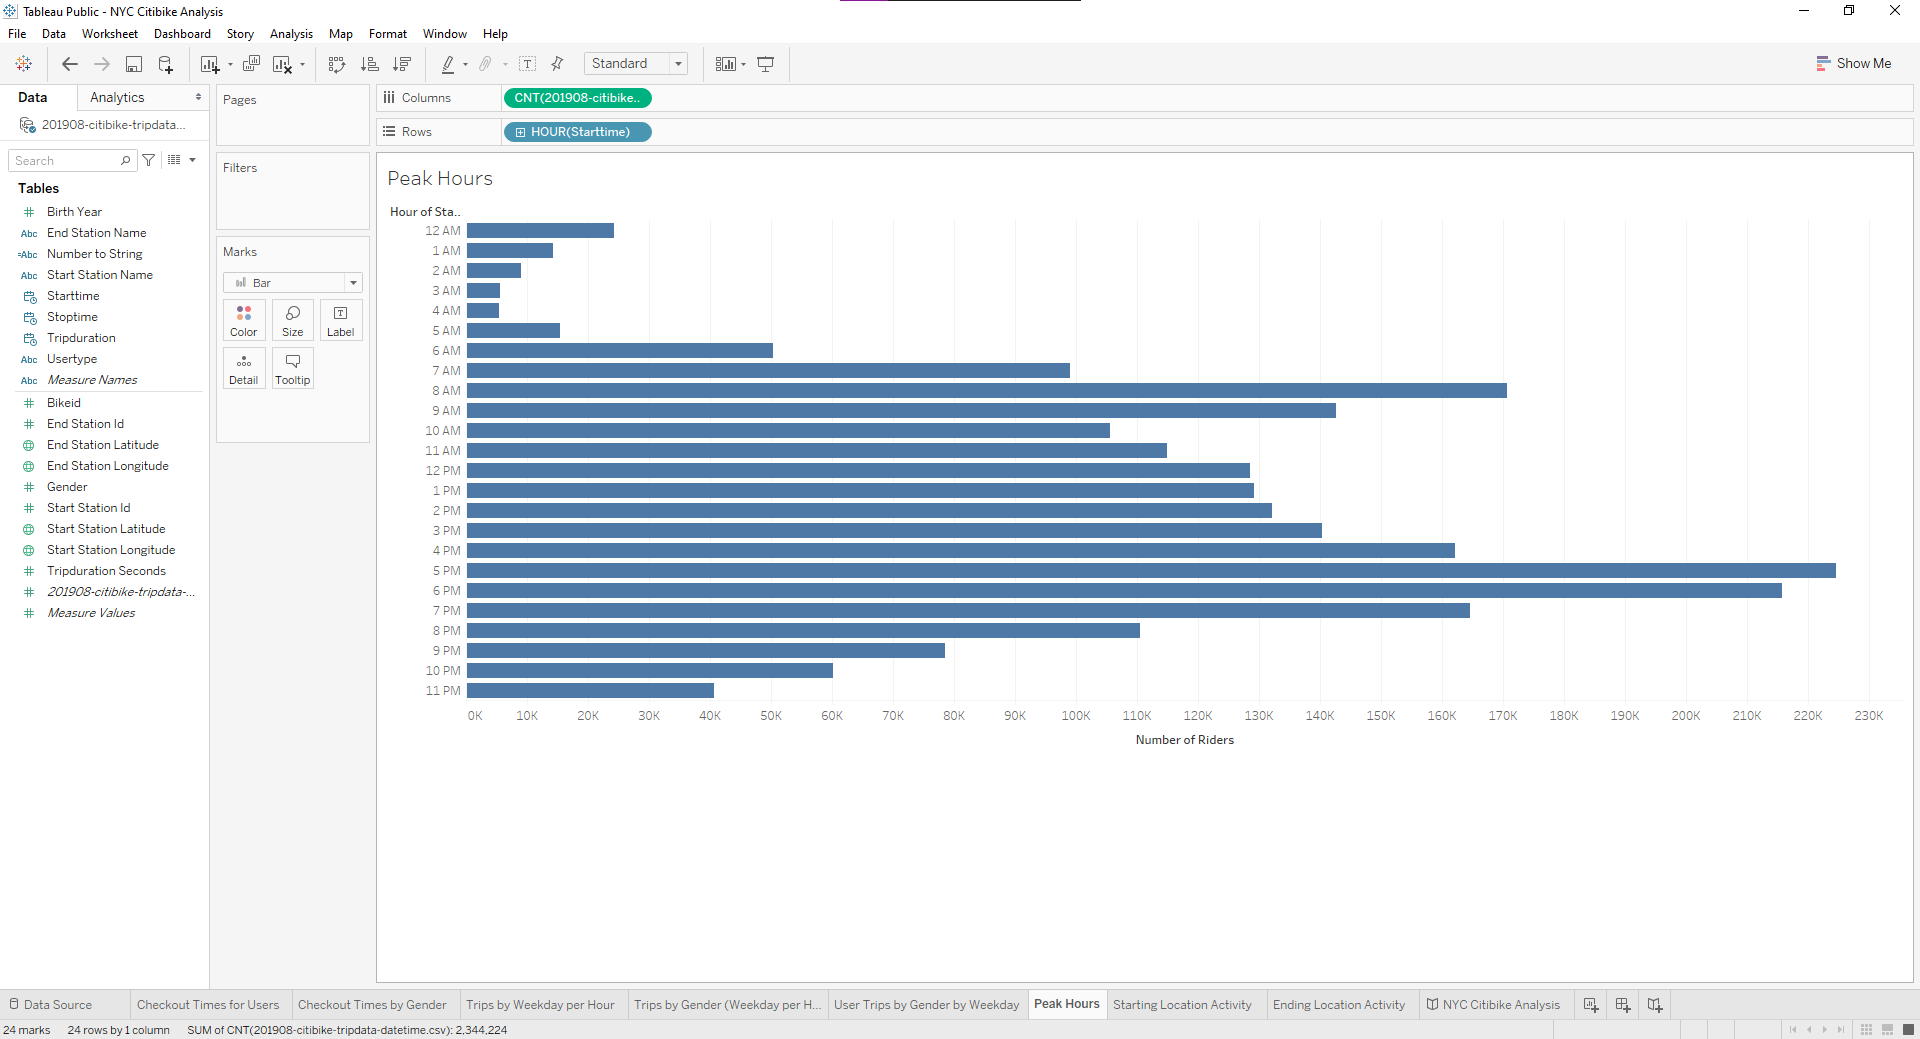 Tableau Public - NYC Citibike Analysis
File Data Worksheet Dashboard Story Analysis Map Format Window Help
Standard
Show Me
Data Analytics
201908-citibike-tripdata...
Search
Tables
Birth Year
Abc End Station Name
=Abc Number to String
Abc Start Station Name
Starttime
Stoptime
Tripduration
Abc Usertype
Abc Measure Names
Bikeid
End Station Id
End Station Latitude
End Station Longitude
Gender
Start Station Id
Start Station Latitude
Start Station Longitude
Tripduration Seconds
201908-citibike-tripdata-...
Measure Values
Pages
Filters
Marks
Bar
Color Size Label
Detail Tooltip
Columns CNT(201908-citibike..
Rows HOUR(Starttime)
Peak Hours
Hour of Sta..
12 AM
1 AM
2 AM
3 AM
4 AM
5 AM
6 AM
7 AM
8 AM
9 AM
10 AM
11 AM
12 PM
1 PM
2 PM
3 PM
4 PM
5 PM
6 PM
7 PM
8 PM
9 PM
10 PM
11 PM
0K 10K 20K 30K 40K 50K 60K 70K 80K 90K 100K 110K 120K 130K 140K 150K 160K 170K 180K 190K 200K 210K 220K 230K
Number of Riders
Data Source Checkout Times for Users Checkout Times by Gender Trips by Weekday per Hour Trips by Gender (Weekday per H... User Trips by Gender by Weekday Peak Hours Starting Location Activity Ending Location Activity NYC Citibike Analysis
24 marks 24 rows by 1 column SUM of CNT(201908-citibike-tripdata-datetime.csv): 2,344,224